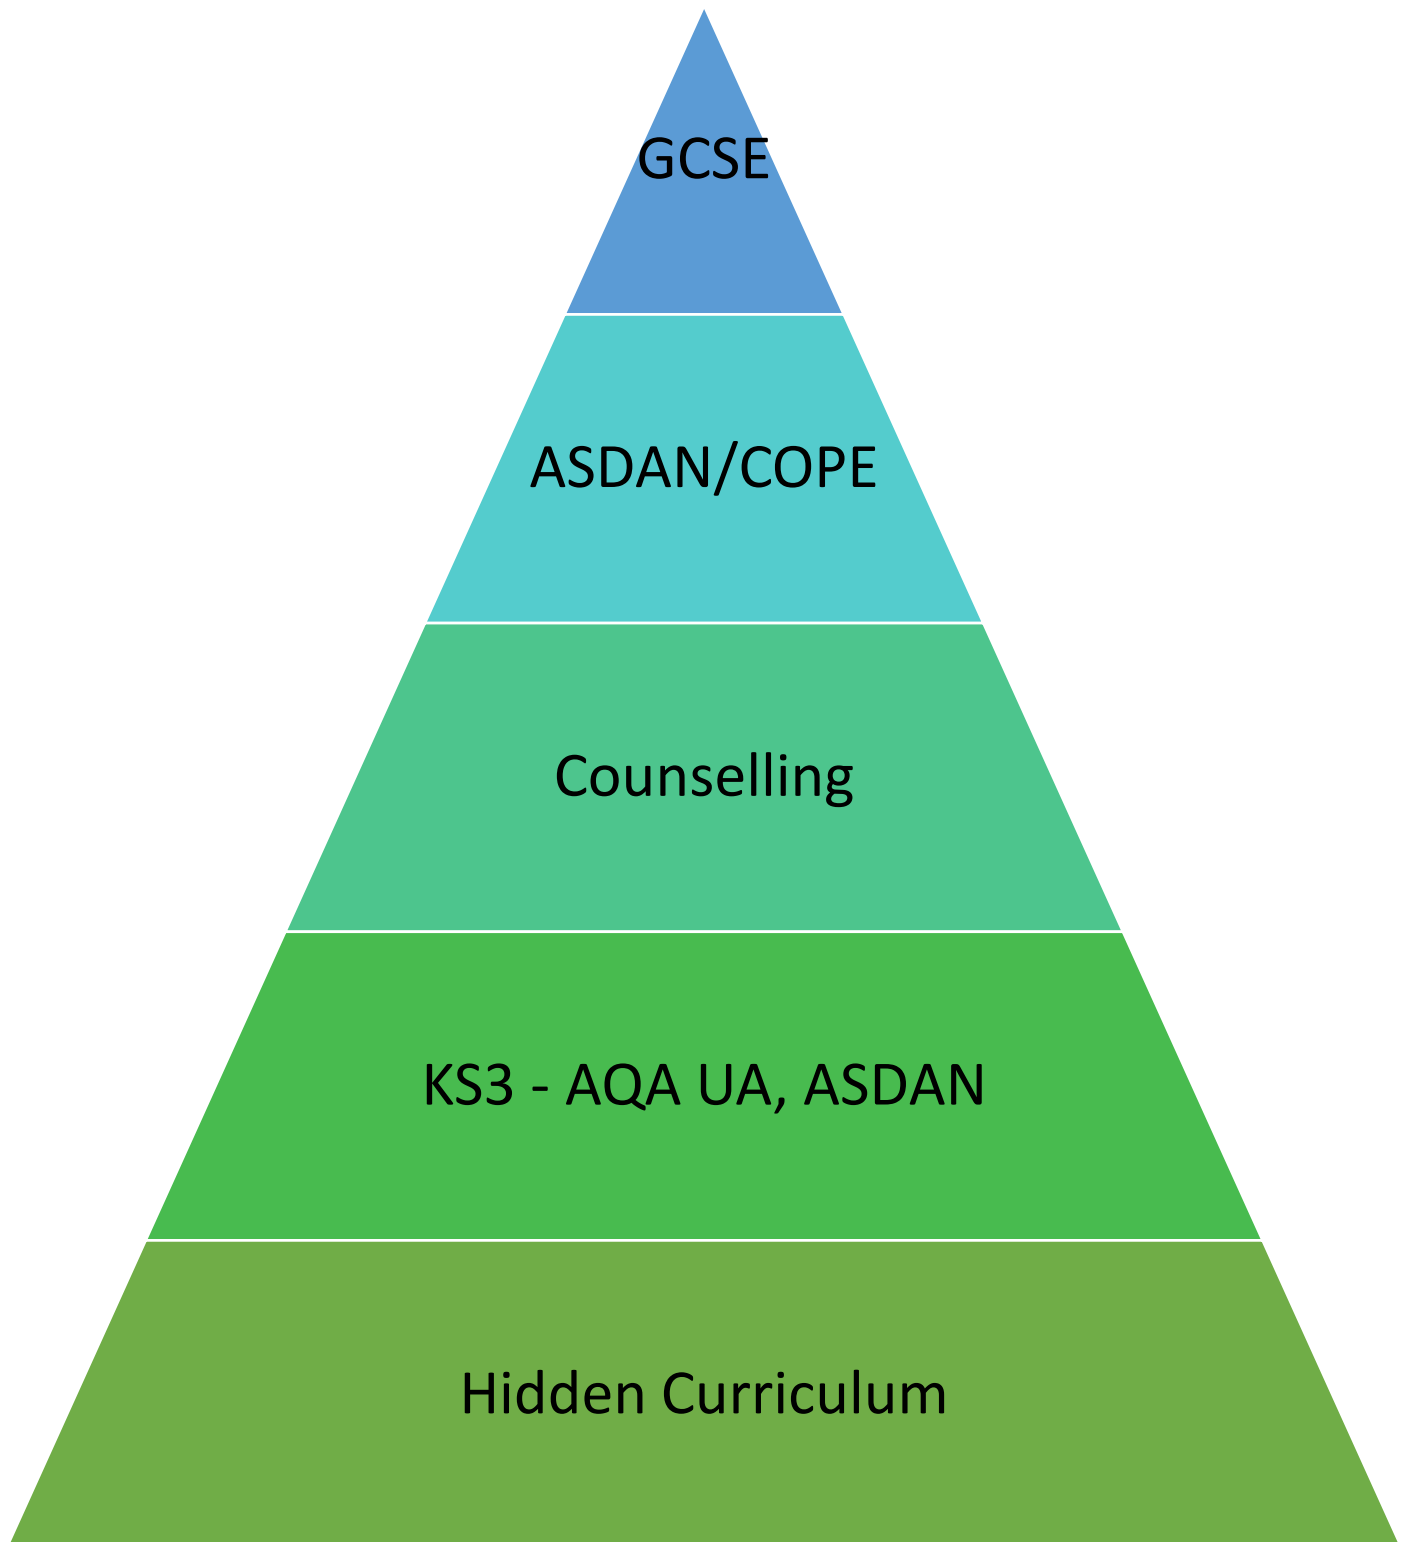 GCSE
ASDAN/COPE
Counselling
KS3 - AQA UA, ASDAN
Hidden Curriculum